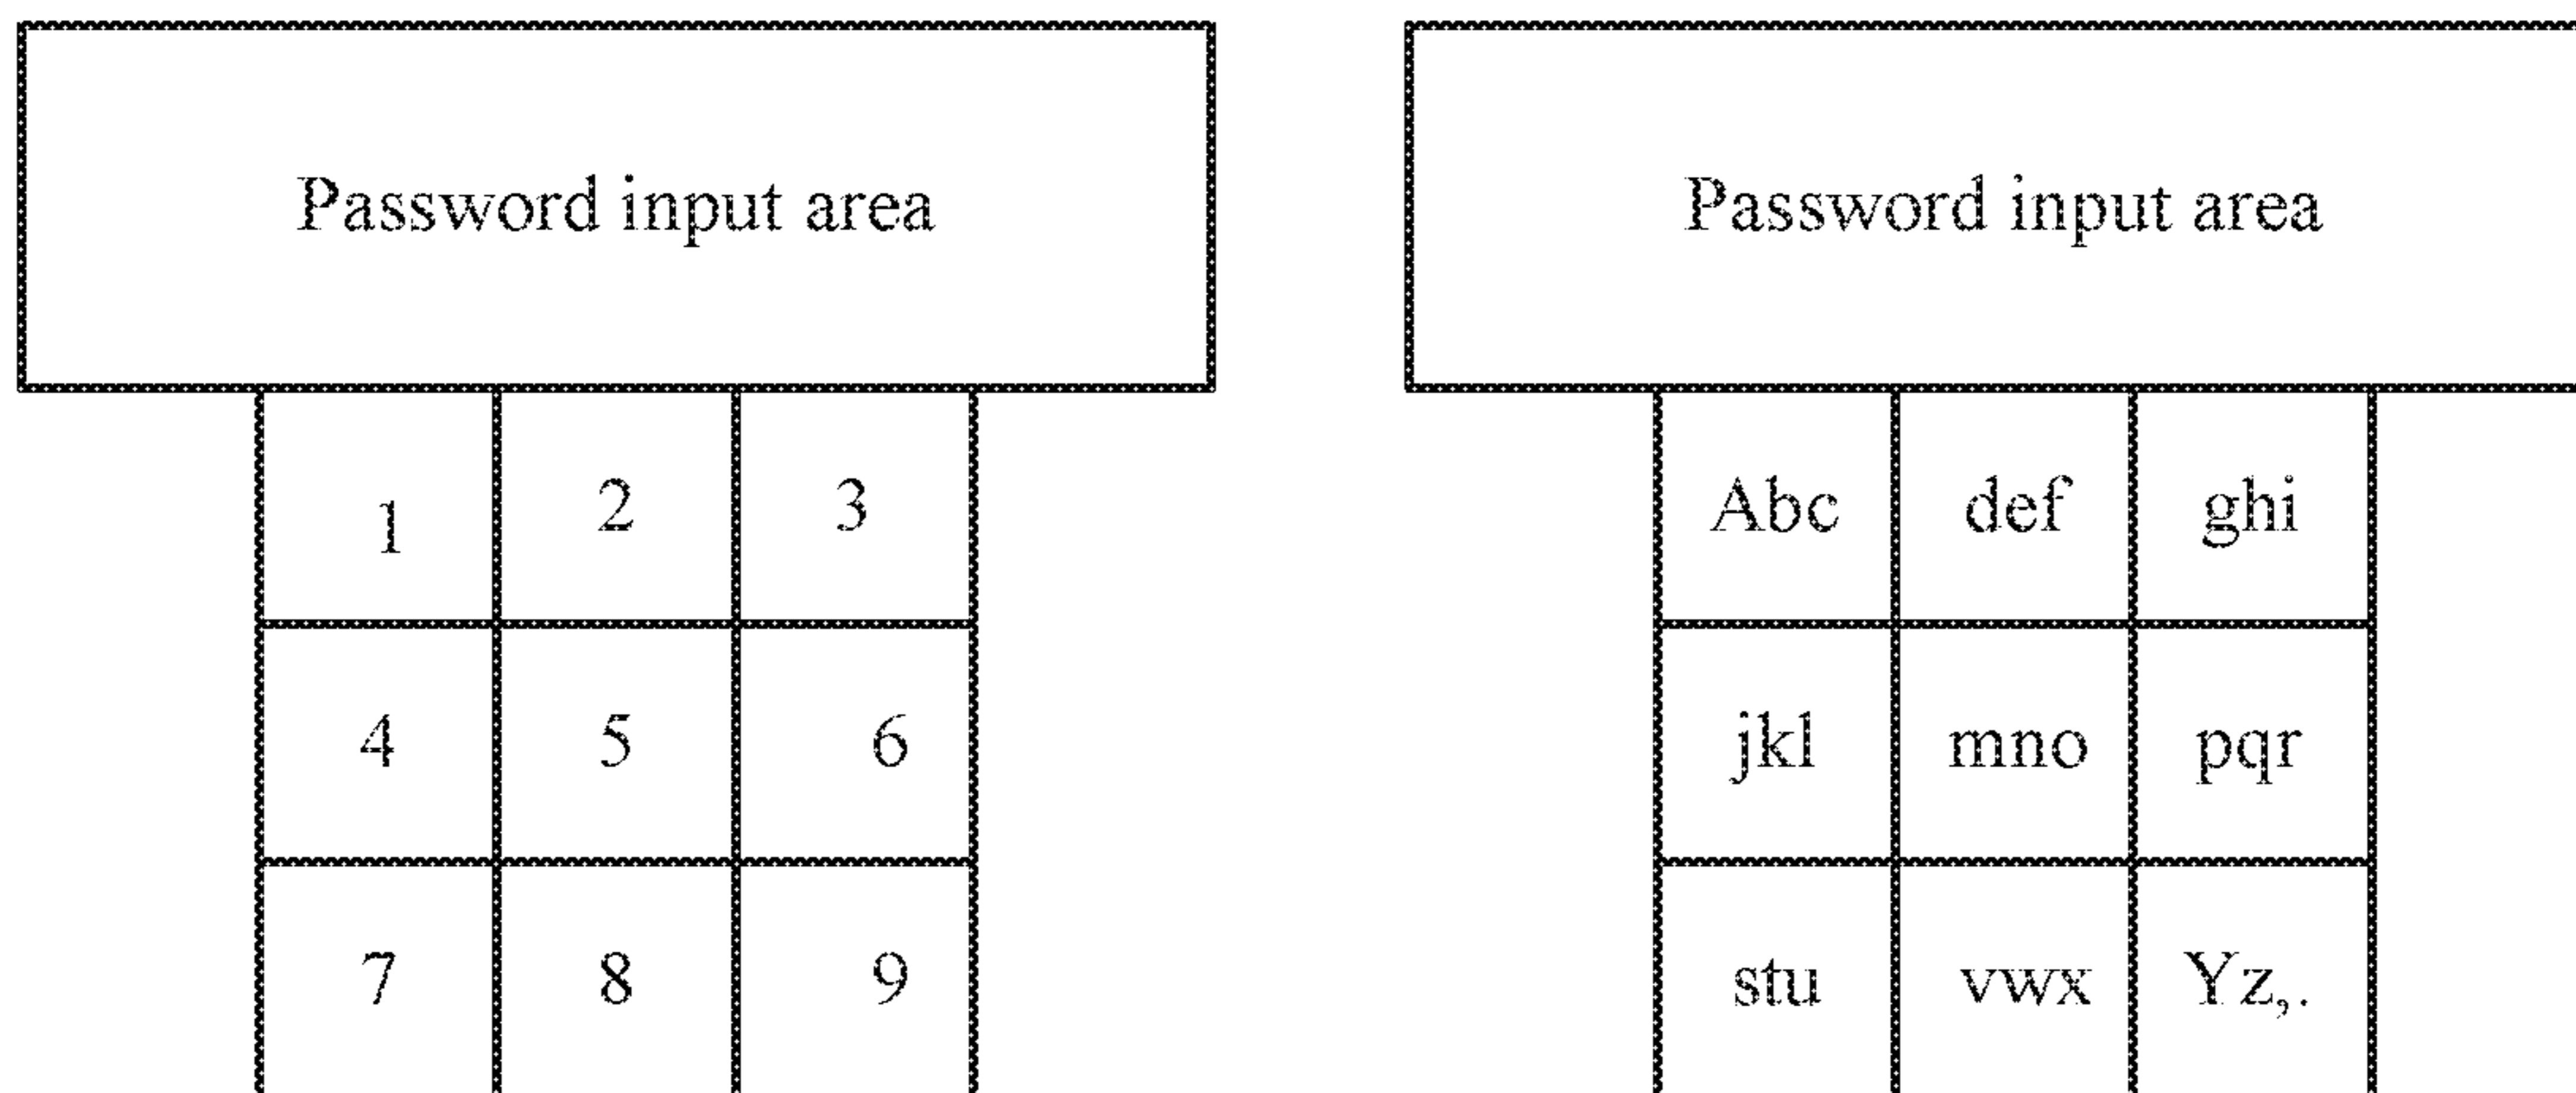 Password input area
1 2 3
4 5 6
7 8 9
Password input area
Abc def ghi
jkl mno pqr
stu vwx Yz,.